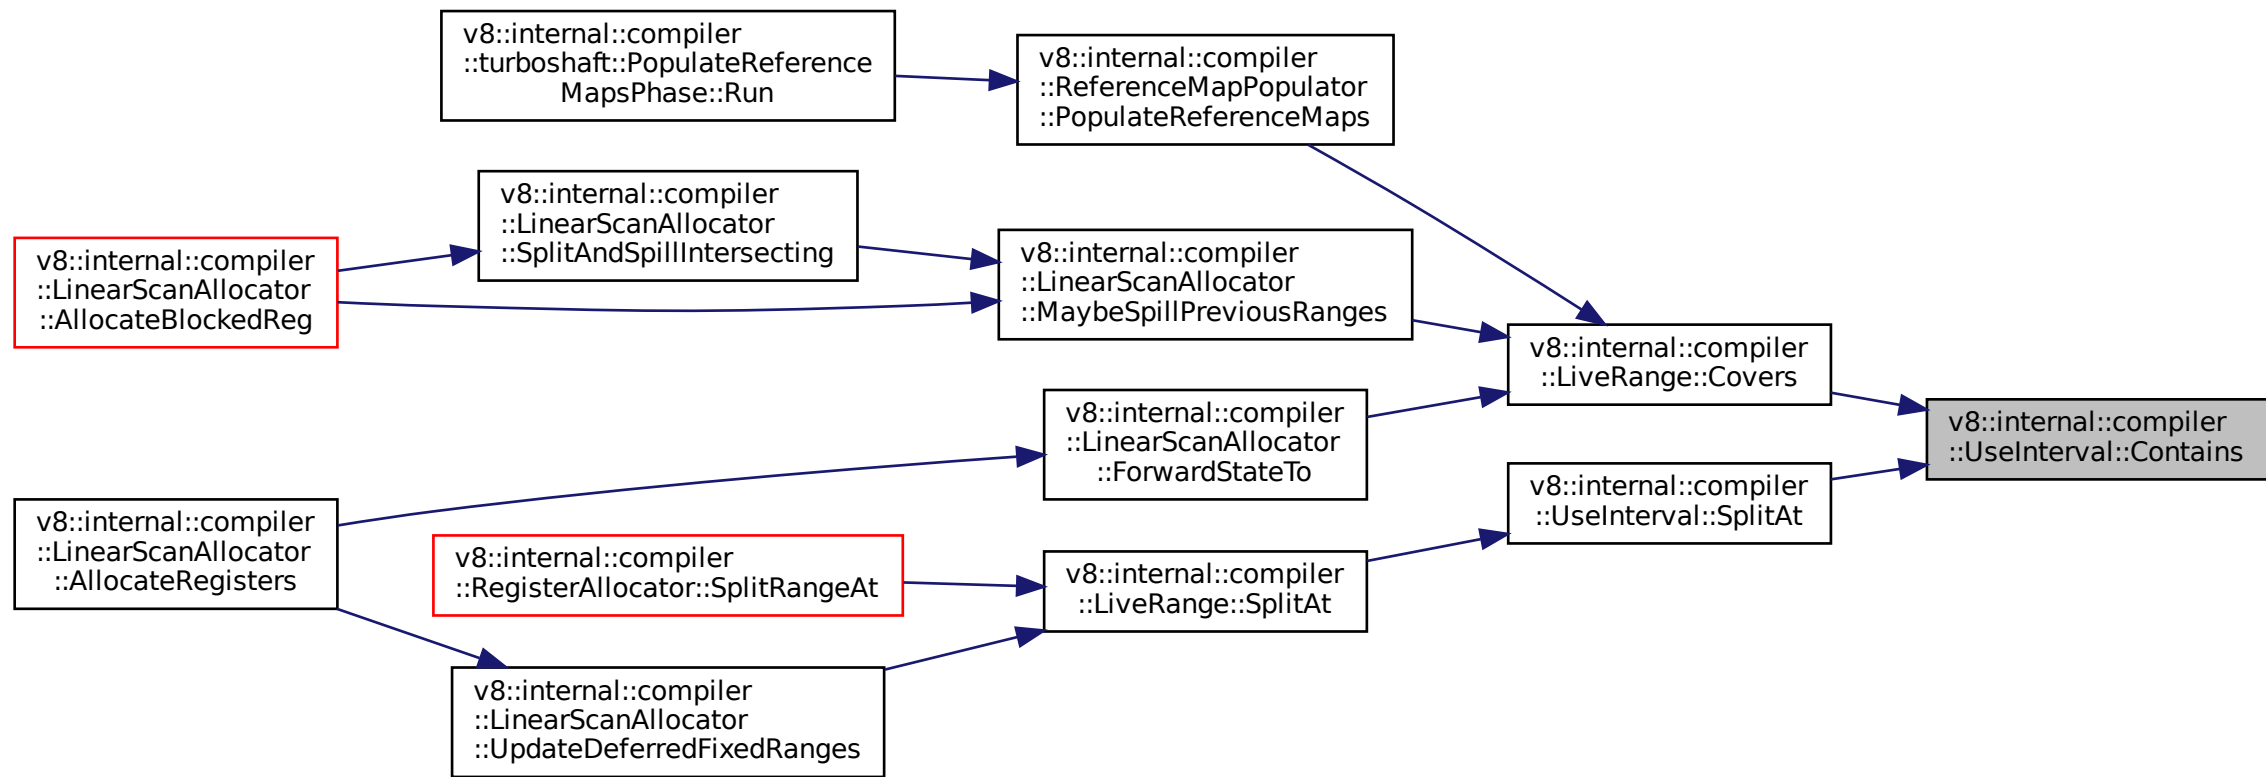 v8::internal::compiler
::turboshaft::PopulateReference
MapsPhase::Run
v8::internal::compiler
::ReferenceMapPopulator
::PopulateReferenceMaps
v8::internal::compiler
::LinearScanAllocator
::SplitAndSpillIntersecting
v8::internal::compiler
::LinearScanAllocator
::AllocateBlockedReg
v8::internal::compiler
::LinearScanAllocator
::MaybeSpillPreviousRanges
v8::internal::compiler
::LiveRange::Covers
v8::internal::compiler
::LinearScanAllocator
::ForwardStateTo
v8::internal::compiler
::UseInterval::Contains
v8::internal::compiler
::UseInterval::SplitAt
v8::internal::compiler
::LinearScanAllocator
::AllocateRegisters
v8::internal::compiler
::RegisterAllocator::SplitRangeAt
v8::internal::compiler
::LiveRange::SplitAt
v8::internal::compiler
::LinearScanAllocator
::UpdateDeferredFixedRanges